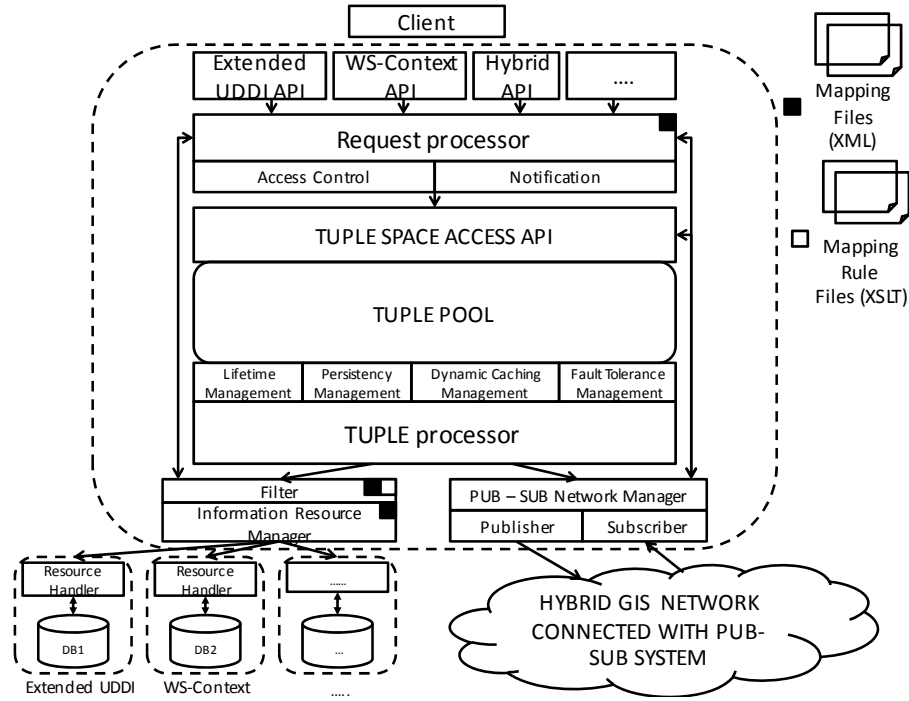 Client
Extended
UDDI API
WS-Context
API
Hybrid
API
....
Request processor
Access Control
Notification
TUPLE SPACE ACCESS API
TUPLE POOL
Lifetime
Management
Persistency
Management
Dynamic Caching
Management
Fault Tolerance
Management
TUPLE processor
Filter
Information Resource
Manager
PUB – SUB Network Manager
Publisher
Subscriber
Resource
Handler
Resource
Handler
......
DB1
DB2
...
Extended UDDI
WS-Context
.....
HYBRID GIS NETWORK
CONNECTED WITH PUB-
SUB SYSTEM
Mapping
Files
(XML)
Mapping
Rule
Files (XSLT)